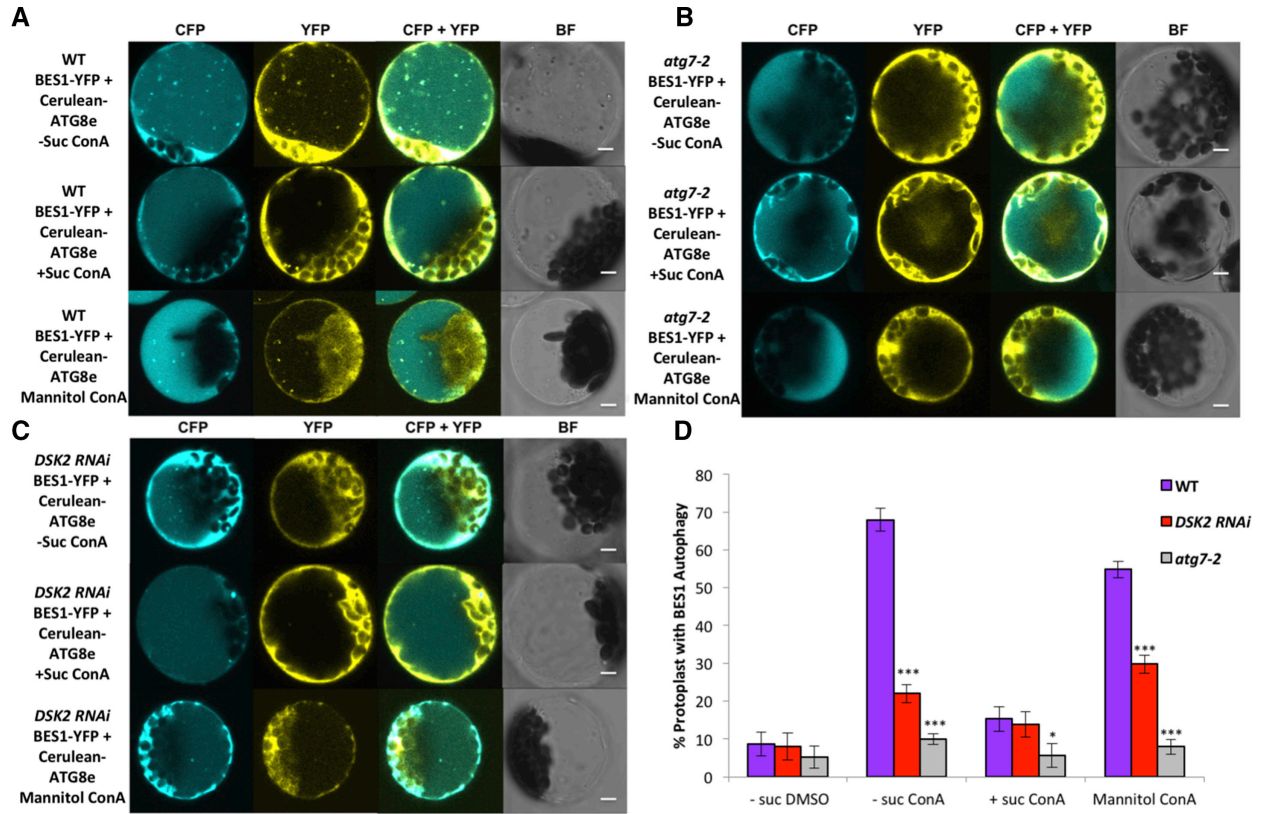 A
CFP YFP CFP + YFP BF
WT
BES1-YFP +
Cerulean-
ATG8e
-Suc ConA
WT
BES1-YFP +
Cerulean-
ATG8e
+Suc ConA
WT
BES1-YFP +
Cerulean-
ATG8e
Mannitol ConA
B
CFP YFP CFP + YFP BF
atg7-2
BES1-YFP +
Cerulean-
ATG8e
-Suc ConA
atg7-2
BES1-YFP +
Cerulean-
ATG8e
+Suc ConA
atg7-2
BES1-YFP +
Cerulean-
ATG8e
Mannitol ConA
C
CFP YFP CFP + YFP BF
DSK2 RNAi
BES1-YFP +
Cerulean-
ATG8e
-Suc ConA
DSK2 RNAi
BES1-YFP +
Cerulean-
ATG8e
+Suc ConA
DSK2 RNAi
BES1-YFP +
Cerulean-
ATG8e
Mannitol ConA
D
% Protoplast with BES1 Autophagy
80
70
60
50
40
30
20
10
0
WT
DSK2 RNAi
atg7-2
*** *** * *** ***
- suc DMSO - suc ConA + suc ConA Mannitol ConA